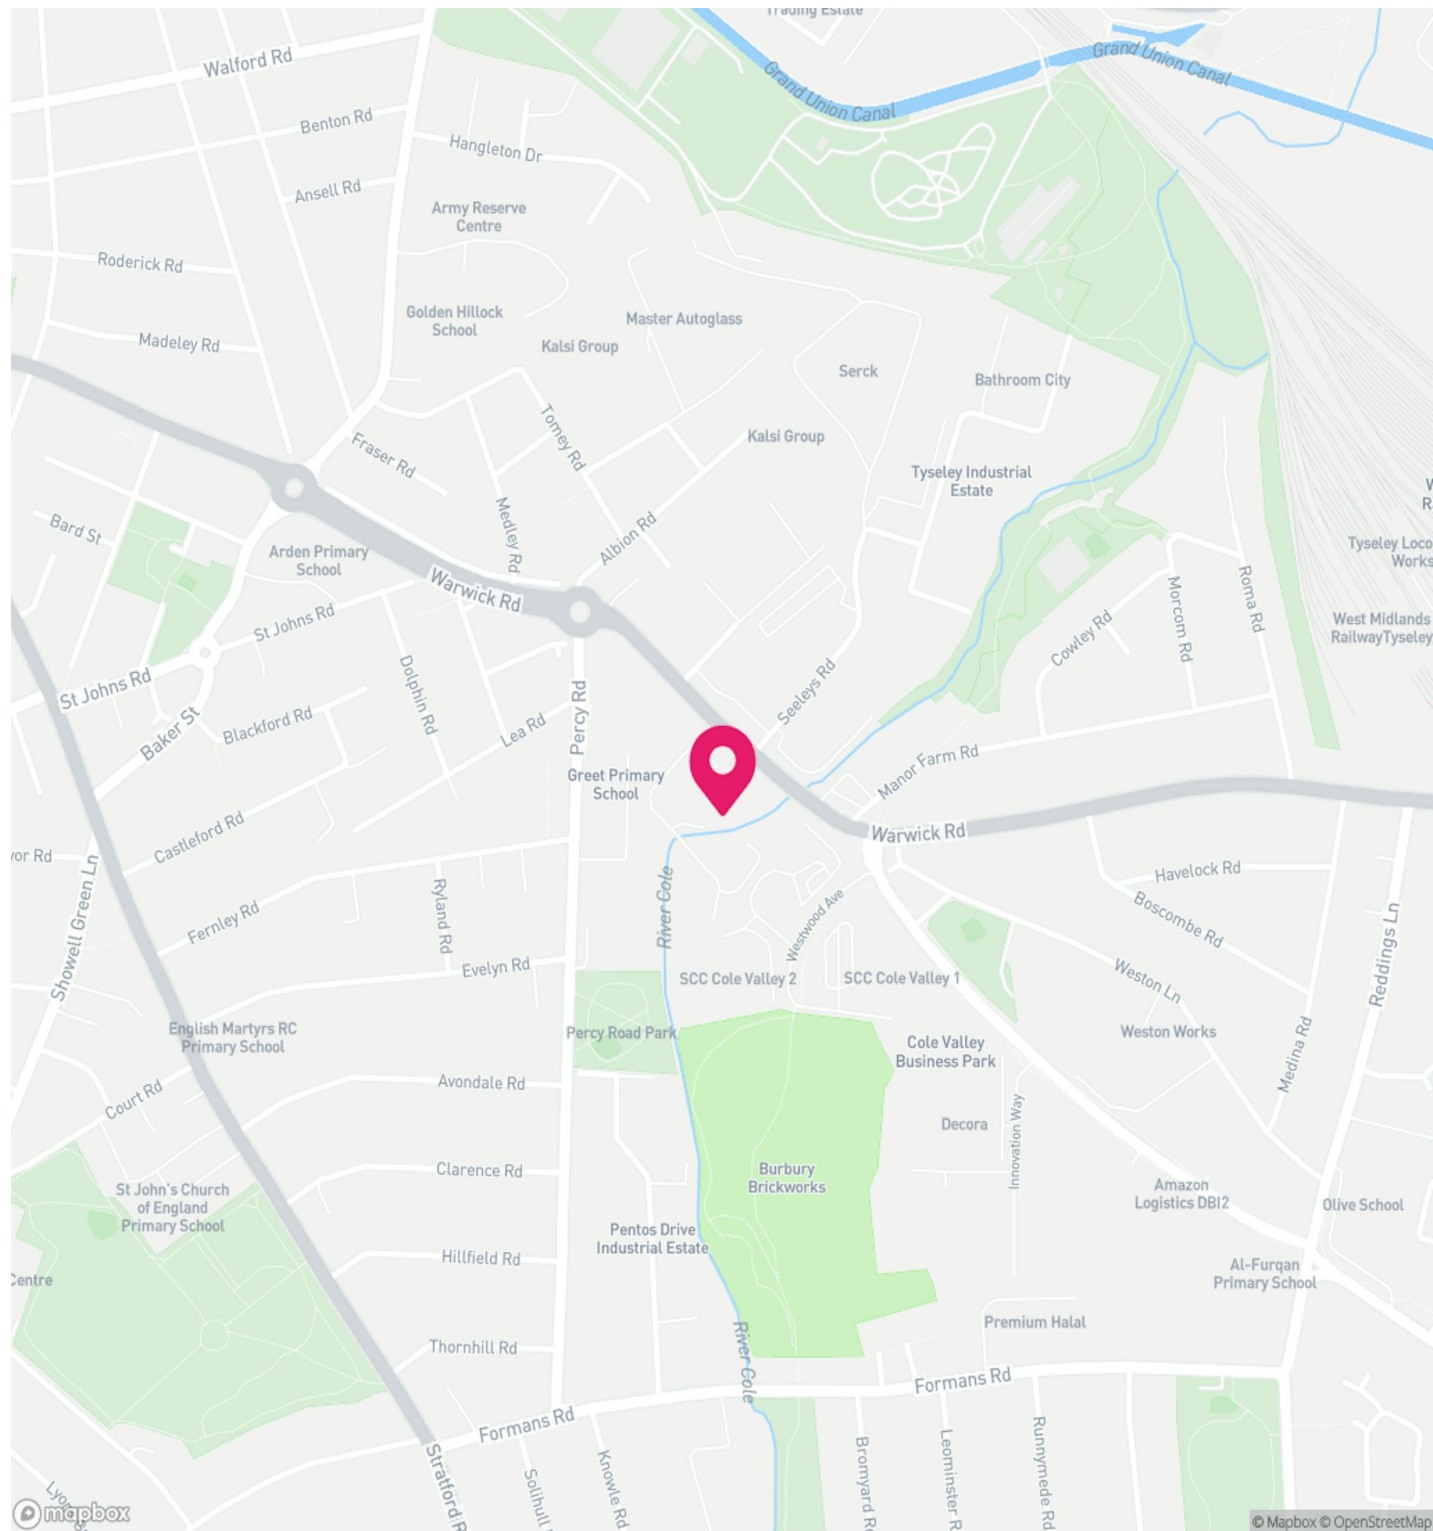 Trading Estate
Walford Rd
Grand Union Canal
Grand Union Canal
Benton Rd
Hangleton Dr
Ansell Rd
Army Reserve
Centre
Roderick Rd
Golden Hillock
School
Master Autoglass
Madeley Rd
Kalsi Group
Serck
Bathroom City
Tomey Rd
Kalsi Group
Fraser Rd
Tyseley Industrial
Estate
Medley Rd
Bard St
Albion Rd
Arden Primary
School
Tyseley Loco
Works
Warwick Rd
Roma Rd
Morcom Rd
St Johns Rd
Cowley Rd
West Midlands
RailwayTyseley
St Johns Rd
Dolphin Rd
Seeleys Rd
Percy Rd
Baker St
Blackford Rd
Lea Rd
Manor Farm Rd
Greet Primary
School
Castleford Rd
Warwick Rd
vor Rd
Havelock Rd
Showell Green Ln
Ryland Rd
River Cole
Westwood Ave
Boscombe Rd
Fernley Rd
Reddings Ln
Evelyn Rd
SCC Cole Valley 2
SCC Cole Valley 1
Weston Ln
English Martyrs RC
Primary School
Percy Road Park
Weston Works
Cole Valley
Business Park
Medina Rd
Court Rd
Avondale Rd
Decora
Innovation Way
Clarence Rd
Burbury
Brickworks
St John's Church
of England
Primary School
Amazon
Logistics DBI2
Olive School
Pentos Drive
Industrial Estate
Hillfield Rd
Centre
Al-Furqan
Primary School
Premium Halal
Thornhill Rd
River Cole
Formans Rd
Formans Rd
Stratford R
Solihull
Knowle Rd
Bromyard R
Leominster R
Runnymede Rd
mapbox
© Mapbox © OpenStreetMap